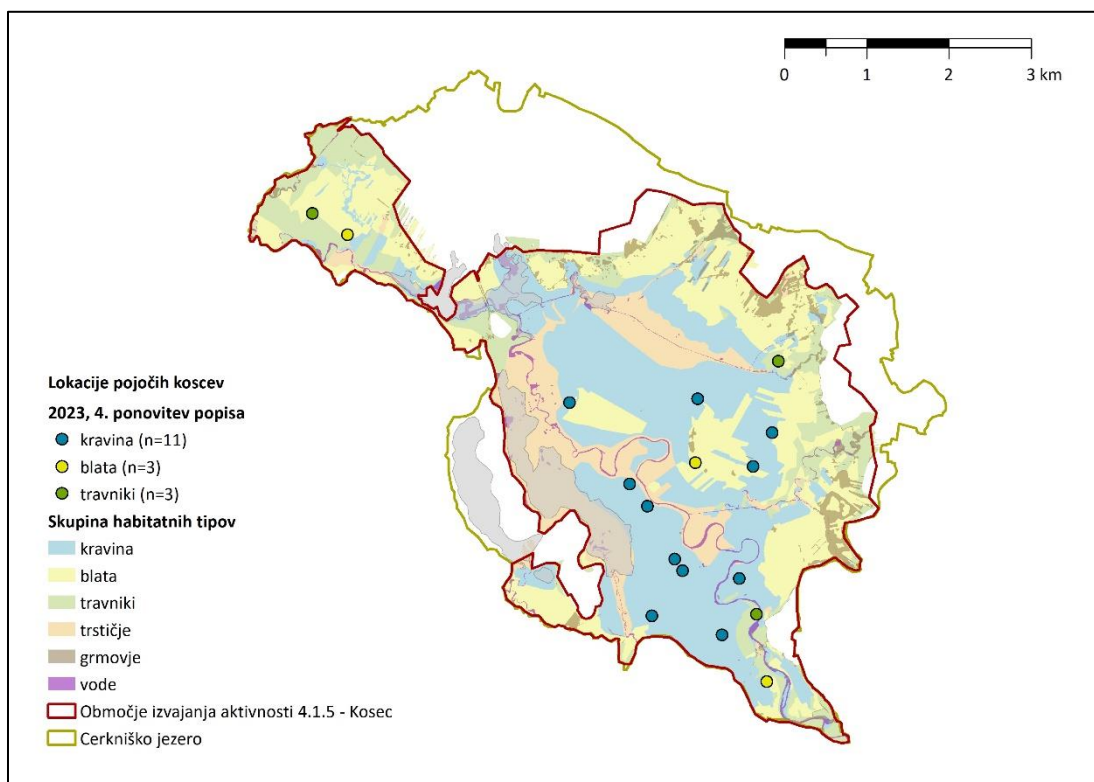 0 1 2 3 km
Lokacije pojočih koscev
2023, 4. ponovitev popisa
kravina (n=11)
blata (n=3)
travniki (n=3)
Skupina habitatnih tipov
kravina
blata
travniki
trstičje
grmovje
vode
Območje izvajanja aktivnosti 4.1.5 - Kosec
Cerkniško jezero